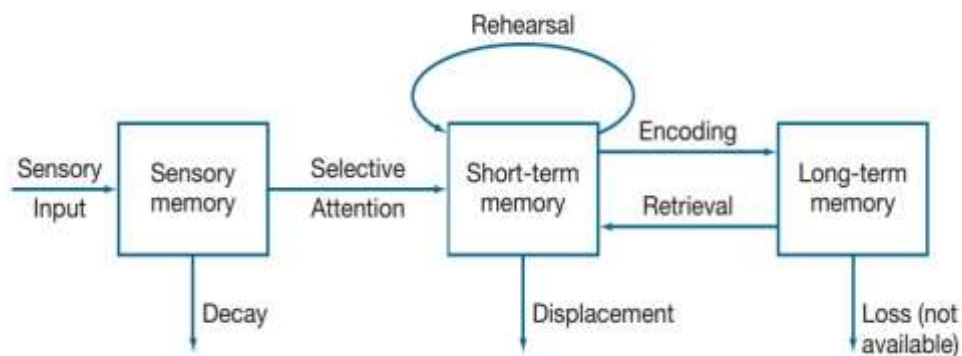 Rehearsal
Sensory
Input
Sensory
memory
Selective
Attention
Short-term
memory
Encoding
Retrieval
Long-term
memory
Decay
Displacement
Loss (not
available)